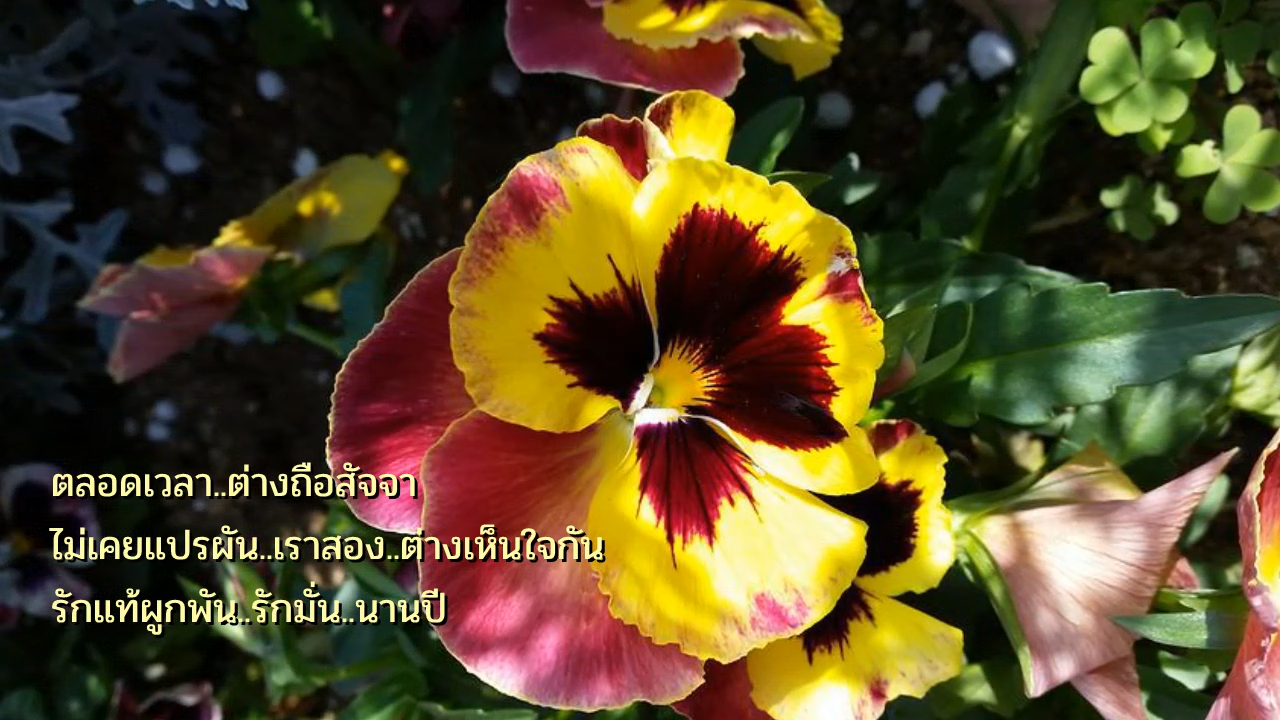 ตลอดเวลา..ต่างถือสัจจา
ไม่เคยแปรผัน..เราสอง..ต่างเห็นใจกัน
รักแท้ผูกพัน..รักมั่น..นานปี